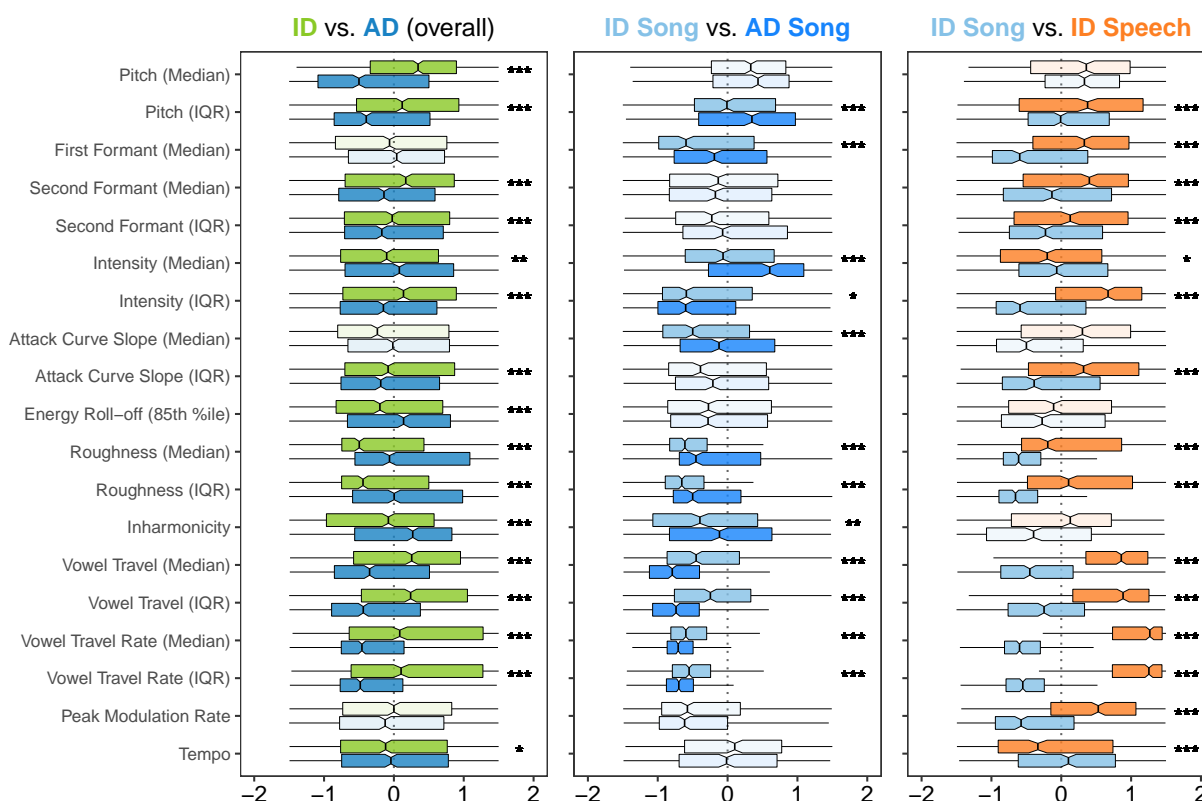 ID vs. AD (overall) ID Song vs. AD Song ID Song vs. ID Speech
Pitch (Median) ***
Pitch (IQR) *** *** ***
First Formant (Median) *** ***
Second Formant (Median) *** ***
Second Formant (IQR) *** ***
Intensity (Median) ** *** *
Intensity (IQR) *** * ***
Attack Curve Slope (Median) ***
Attack Curve Slope (IQR) *** ***
Energy Roll−off (85th %ile) ***
Roughness (Median) *** *** ***
Roughness (IQR) *** *** ***
Inharmonicity *** **
Vowel Travel (Median) *** *** ***
Vowel Travel (IQR) *** *** ***
Vowel Travel Rate (Median) *** *** ***
Vowel Travel Rate (IQR) *** *** ***
Peak Modulation Rate ***
Tempo * ***
−2 −1 0 1 2 −2 −1 0 1 2 −2 −1 0 1 2